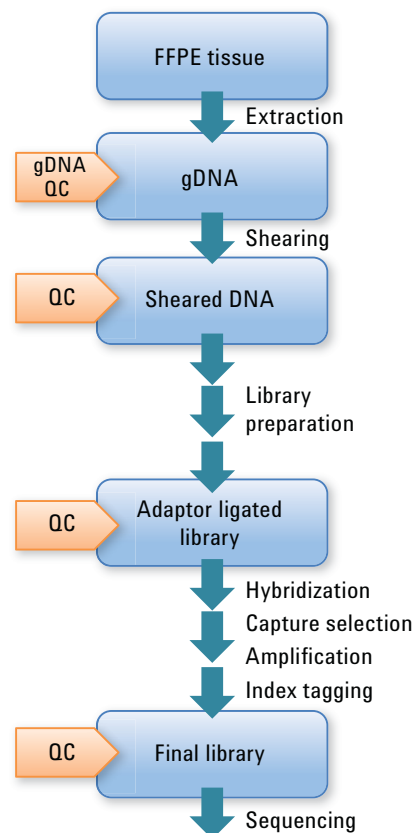 FFPE tissue
Extraction
gDNA
QC
gDNA
Shearing
QC
Sheared DNA
Library
preparation
QC
Adaptor ligated
library
Hybridization
Capture selection
Amplification
Index tagging
QC
Final library
Sequencing